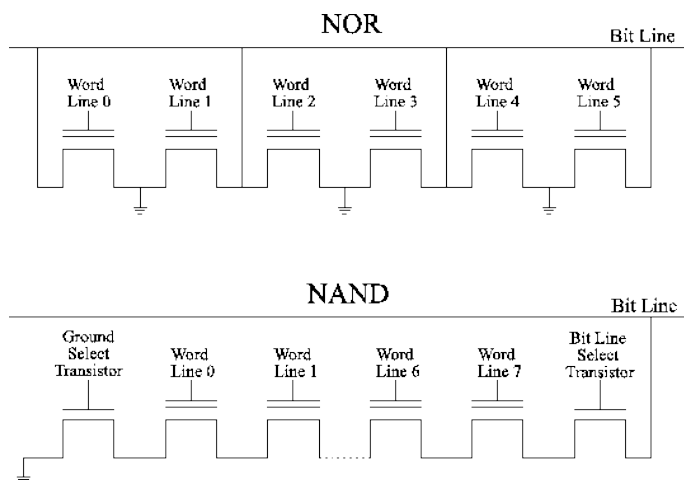 NOR
Bit Line
Word Word Word Word Word Word
Line 0 Line 1 Line 2 Line 3 Line 4 Line 5
NAND
Bit Line
Ground Bit Line
Select Word Word Word Word Select
Transistor Line 0 Line 1 Line 6 Line 7 Transistor